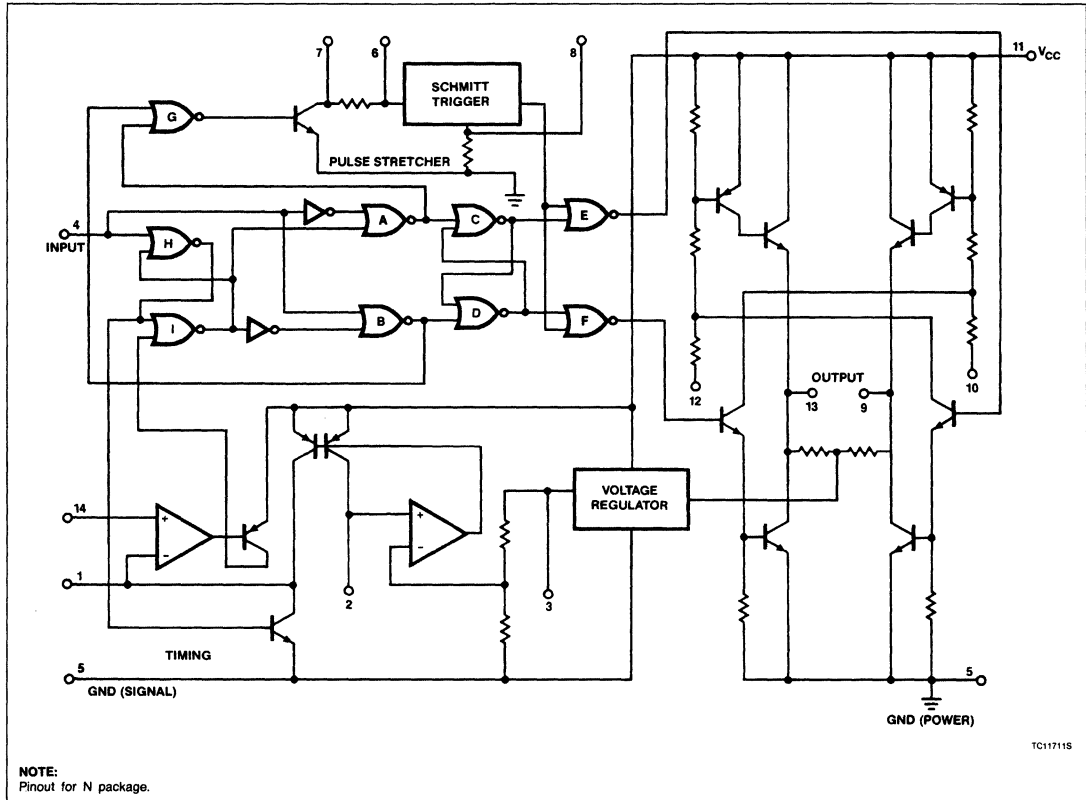 7
6
8
11
VCC
SCHMITT
TRIGGER
G
PULSE STRETCHER
4
INPUT
A
C
E
H
I
B
D
F
12
OUTPUT
13
9
10
14
1
2
3
VOLTAGE
REGULATOR
+
−
+
−
TIMING
5
GND (SIGNAL)
5
GND (POWER)
TC11711S
NOTE:
Pinout for N package.